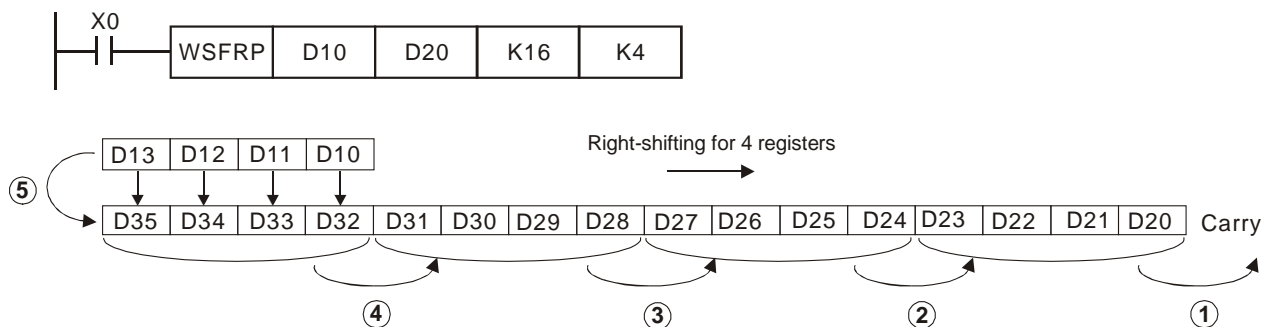 X0
WSFRP D10 D20 K16 K4
Right-shifting for 4 registers
D13 D12 D11 D10
5
D35 D34 D33 D32 D31 D30 D29 D28 D27 D26 D25 D24 D23 D22 D21 D20 Carry
4 3 2 1